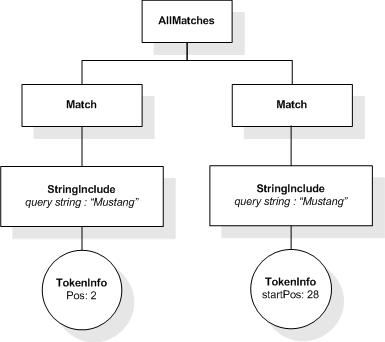 AllMatches
Match
Match
StringInclude
query string : “Mustang”
StringInclude
query string : “Mustang”
TokenInfo
Pos: 2
TokenInfo
startPos: 28